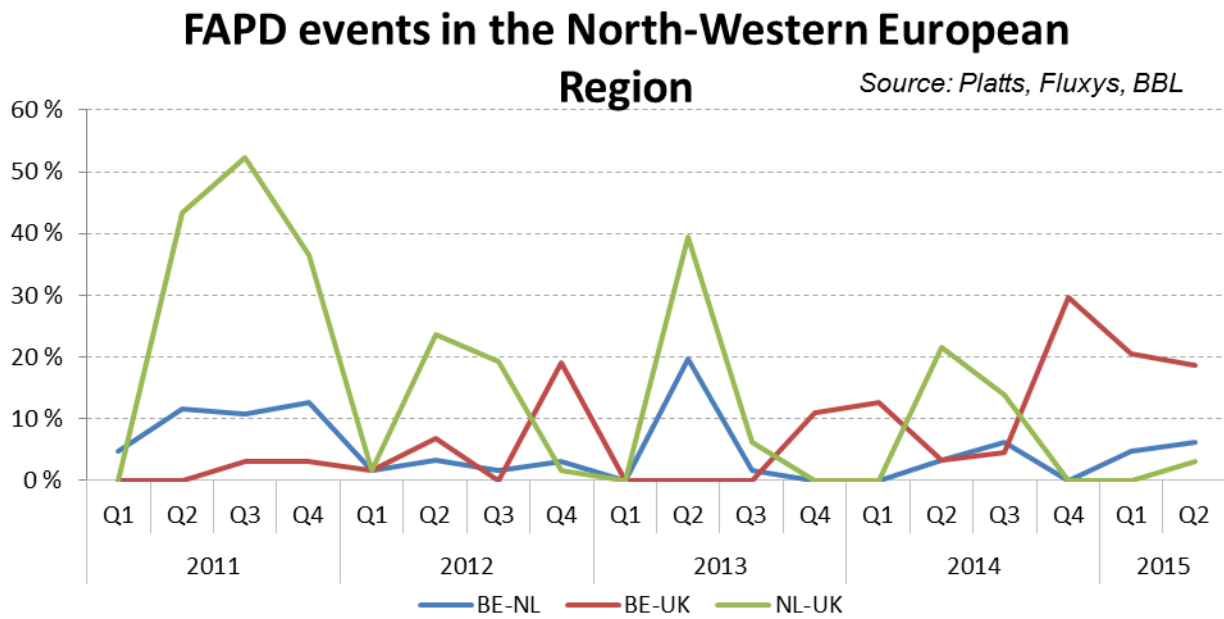 FAPD events in the North-Western European
Region
Source: Platts, Fluxys, BBL
60 %
50 %
40 %
30 %
20 %
10 %
0 %
Q1 Q2 Q3 Q4 Q1 Q2 Q3 Q4 Q1 Q2 Q3 Q4 Q1 Q2 Q3 Q4 Q1 Q2
2011 2012 2013 2014 2015
BE-NL BE-UK NL-UK